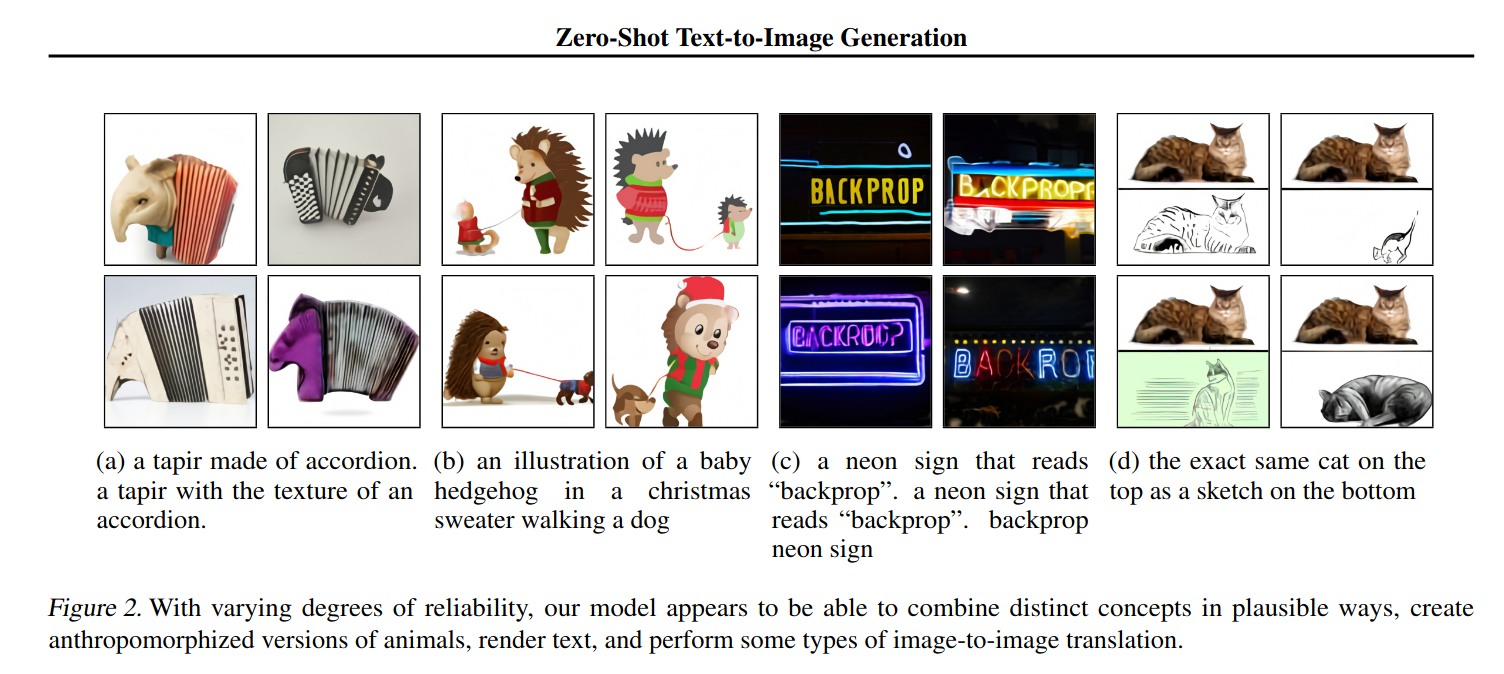 Zero-Shot Text-to-Image Generation
BACKPROP
BACKPROPP
BACKROO?
BACKROP
(a) a tapir made of accordion.
a tapir with the texture of an
accordion.
(b) an illustration of a baby
hedgehog in a christmas
sweater walking a dog
(c) a neon sign that reads
“backprop”. a neon sign that
reads “backprop”. backprop
neon sign
(d) the exact same cat on the
top as a sketch on the bottom
Figure 2. With varying degrees of reliability, our model appears to be able to combine distinct concepts in plausible ways, create
anthropomorphized versions of animals, render text, and perform some types of image-to-image translation.